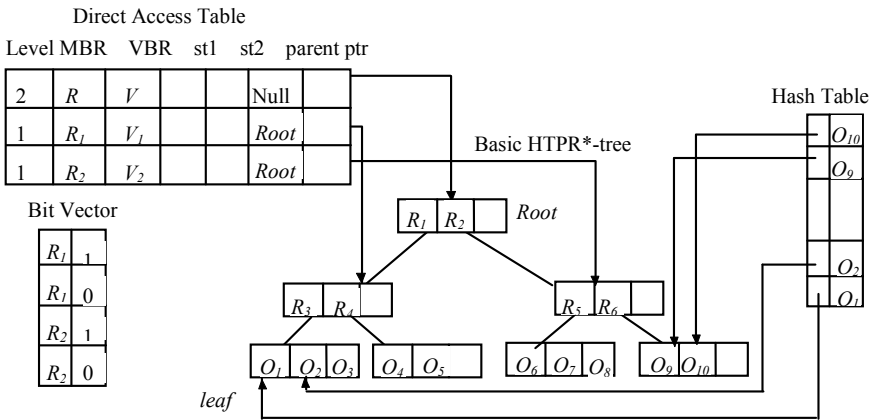 Direct Access Table
Level MBR VBR st1 st2 parent ptr
2 R V Null
1 R1 V1 Root
1 R2 V2 Root
Hash Table
O10
O9
O2
O1
Basic HTPR*-tree
Bit Vector
R1 1
R1 0
R2 1
R2 0
R1 R2 Root
R3 R4
R5 R6
O1 O2 O3
O4 O5
O6 O7 O8
O9 O10
leaf